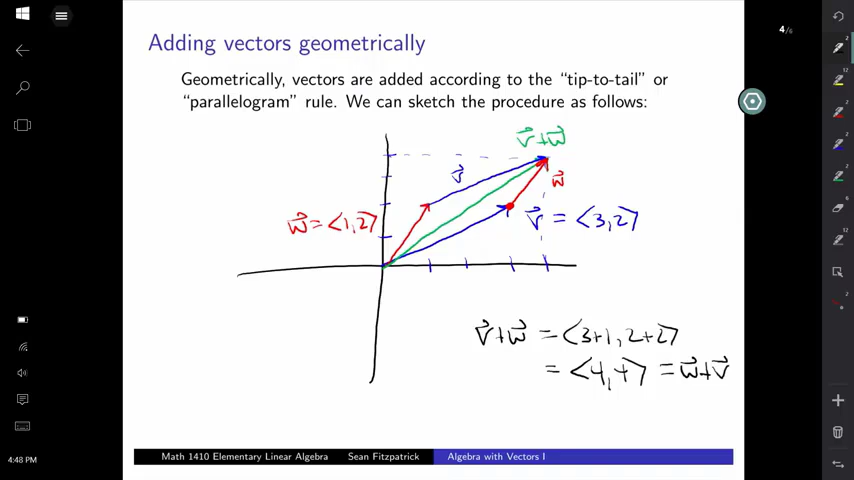 4/6
Adding vectors geometrically
Geometrically, vectors are added according to the “tip-to-tail” or
“parallelogram” rule. We can sketch the procedure as follows:
v⃗+w⃗
v⃗
w⃗
w⃗ = ⟨1,2⟩
v⃗ = ⟨3,2⟩
v⃗+w⃗ = ⟨3+1, 2+2⟩
= ⟨4,4⟩ = w⃗+v⃗
Math 1410 Elementary Linear Algebra Sean Fitzpatrick Algebra with Vectors I
4:48 PM